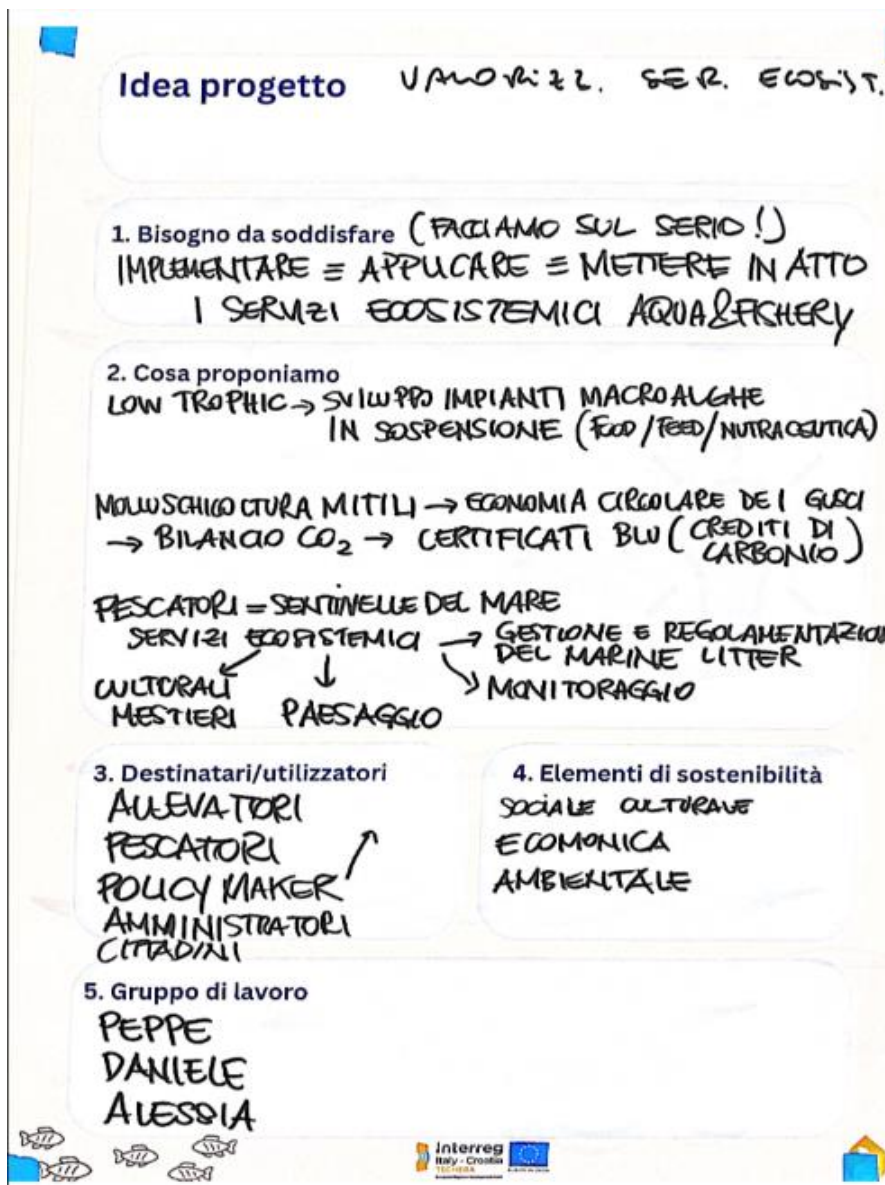 Idea progetto VALORIZZ. SER. ECOSIST.
1. Bisogno da soddisfare (FACCIAMO SUL SERIO!)
IMPLEMENTARE ≡ APPLICARE ≡ METTERE IN ATTO
I SERVIZI ECOSISTEMICI AQUA&FISHERY
2. Cosa proponiamo
LOW TROPHIC → SVILUPPO IMPIANTI MACROALGHE
IN SOSPENSIONE (FOOD/FEED/NUTRACEUTICA)
MOLLUSCHICOLTURA MITILI → ECONOMIA CIRCOLARE DEI GUSCI
→ BILANCIO CO₂ → CERTIFICATI BLU (CREDITI DI
CARBONIO)
PESCATORI = SENTINELLE DEL MARE
SERVIZI ECOSISTEMICI → GESTIONE E REGOLAMENTAZION
DEL MARINE LITTER
CULTURALI ↓ MONITORAGGIO
MESTIERI PAESAGGIO
3. Destinatari/utilizzatori
ALLEVATORI
PESCATORI
POLICY MAKER
AMMINISTRATORI
CITTADINI
4. Elementi di sostenibilità
SOCIALE CULTURALE
ECOMONICA
AMBIENTALE
5. Gruppo di lavoro
PEPPE
DANIELE
ALESSIA
Interreg
Italy - Croatia
TECHERA